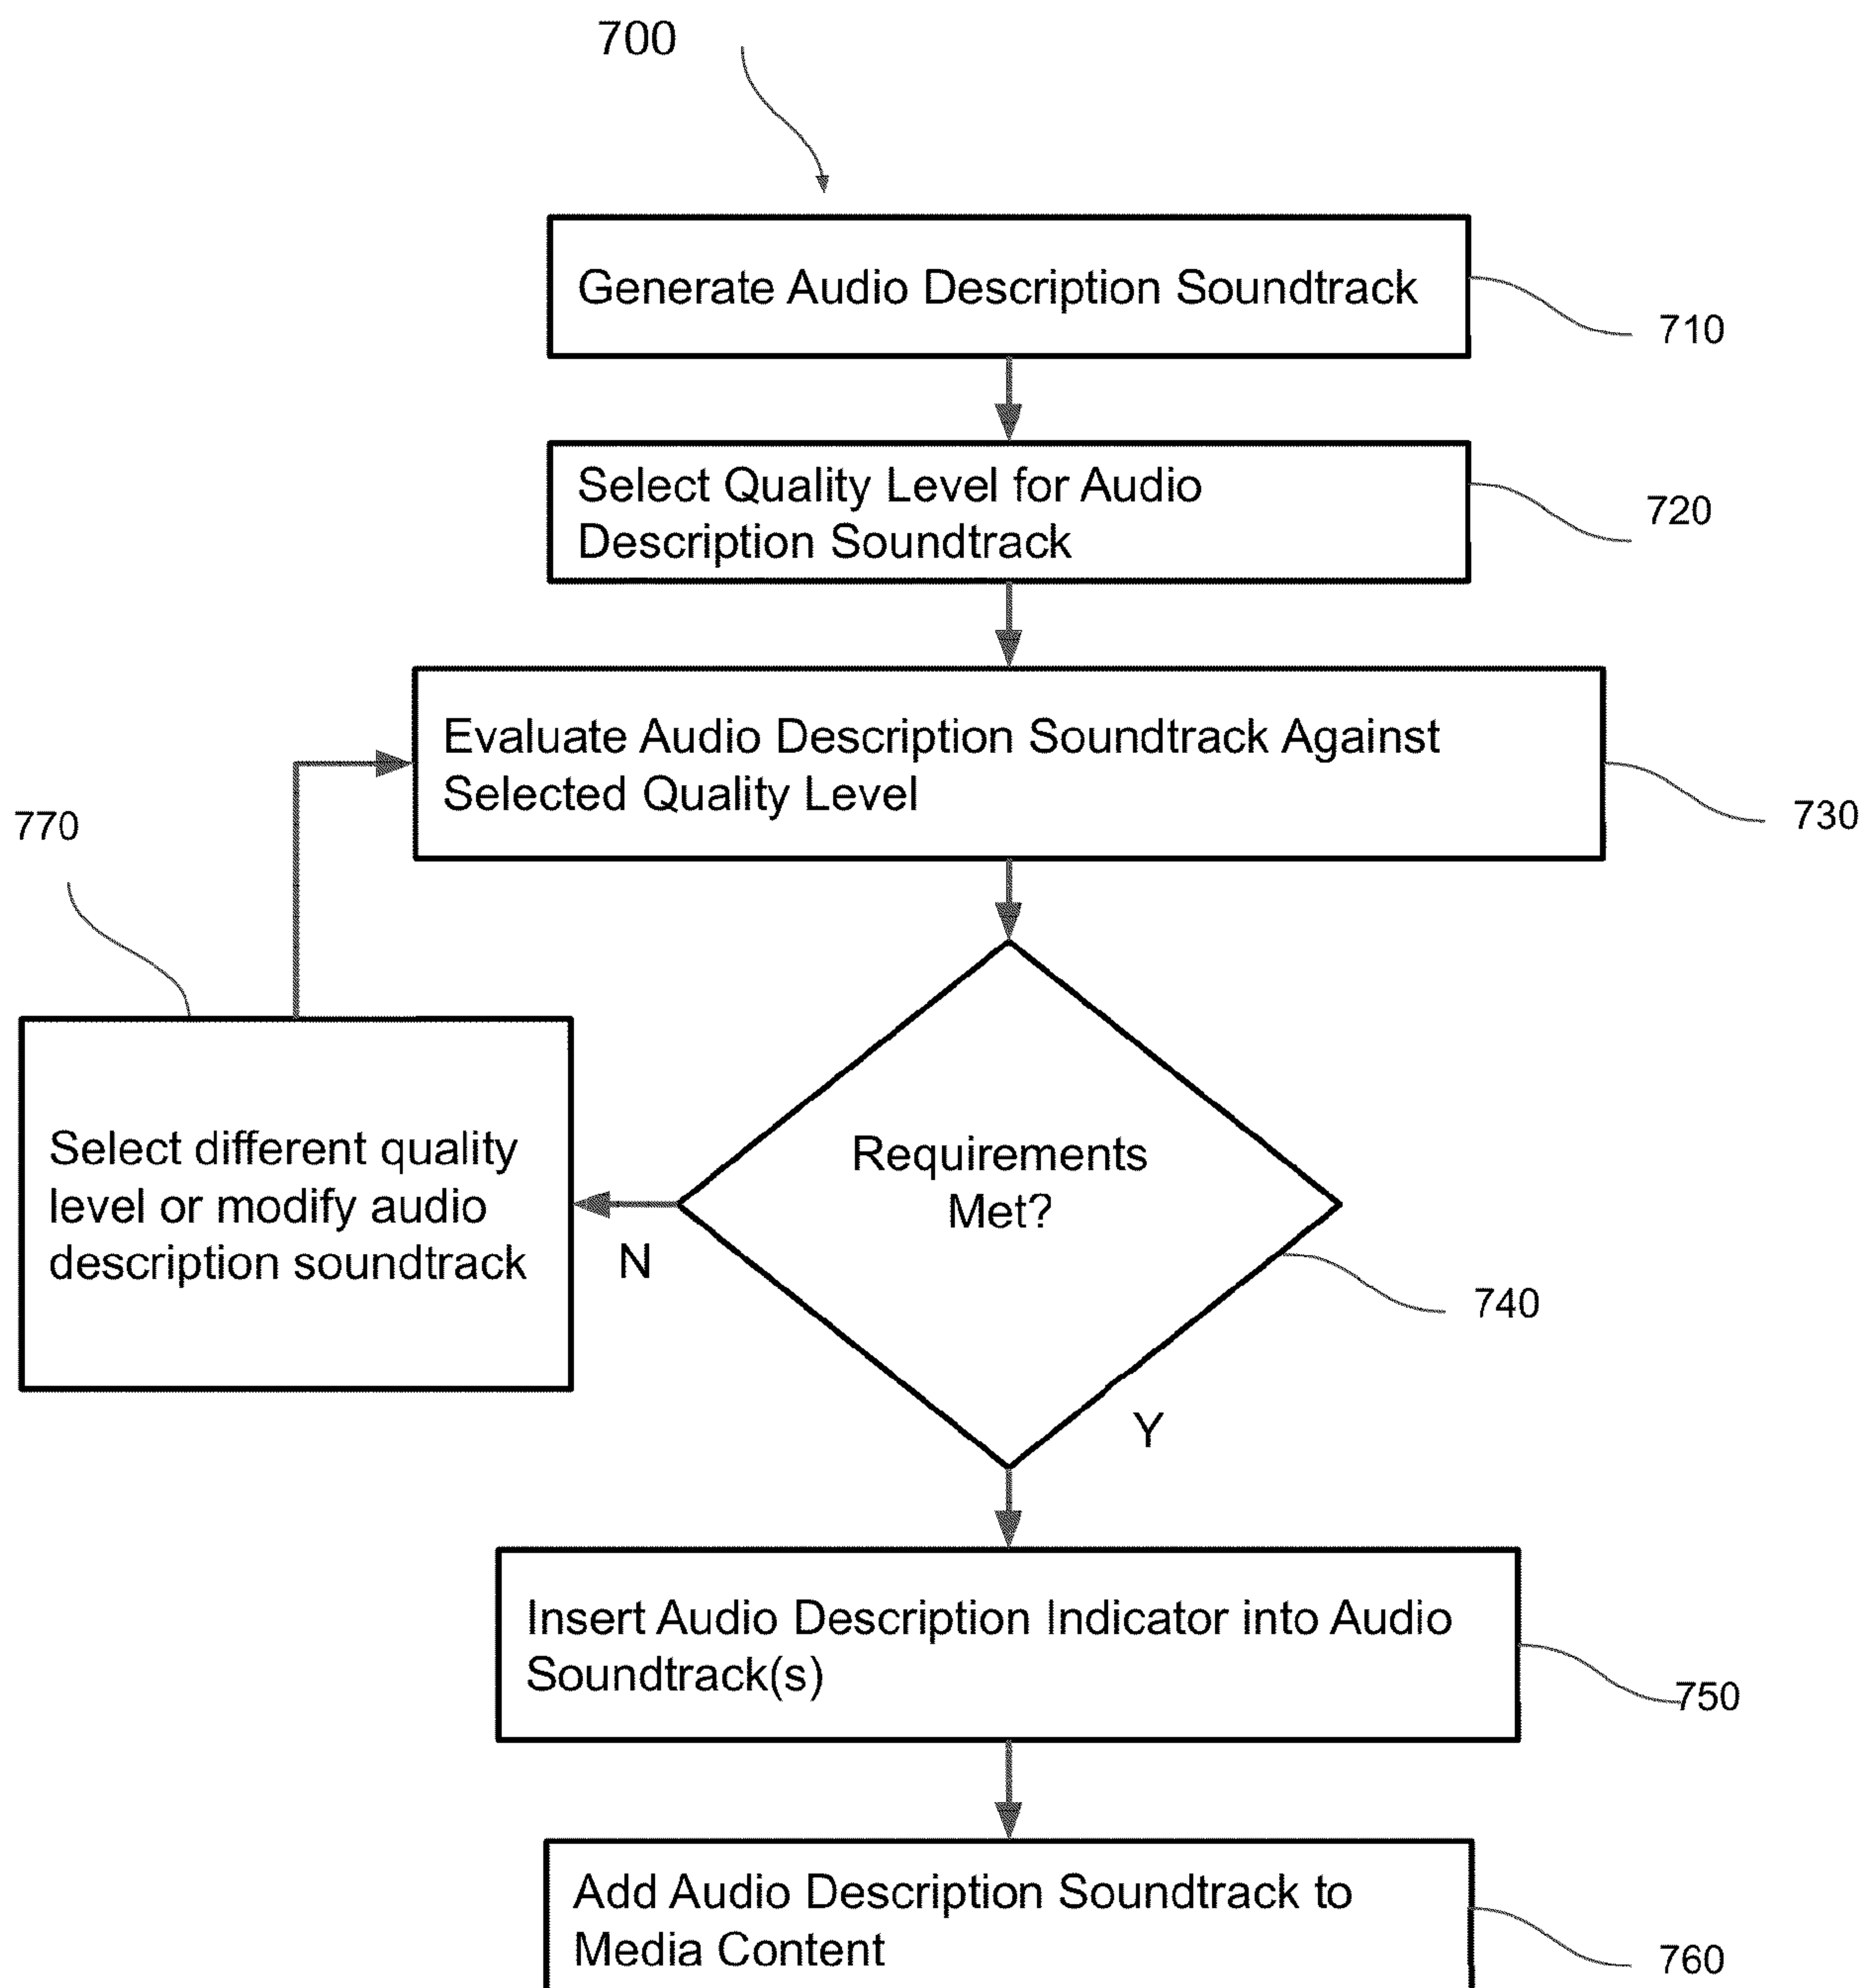 700
Generate Audio Description Soundtrack
710
Select Quality Level for Audio
Description Soundtrack
720
Evaluate Audio Description Soundtrack Against
Selected Quality Level
730
770
Select different quality
level or modify audio
description soundtrack
N
Requirements
Met?
740
Y
Insert Audio Description Indicator into Audio
Soundtrack(s)
750
Add Audio Description Soundtrack to
Media Content
760